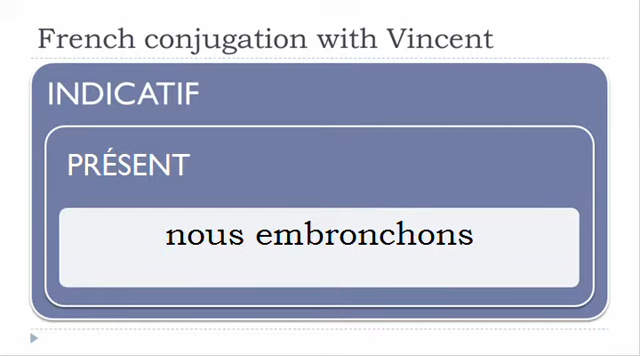 French conjugation with Vincent
INDICATIF
PRÉSENT
nous embronchons